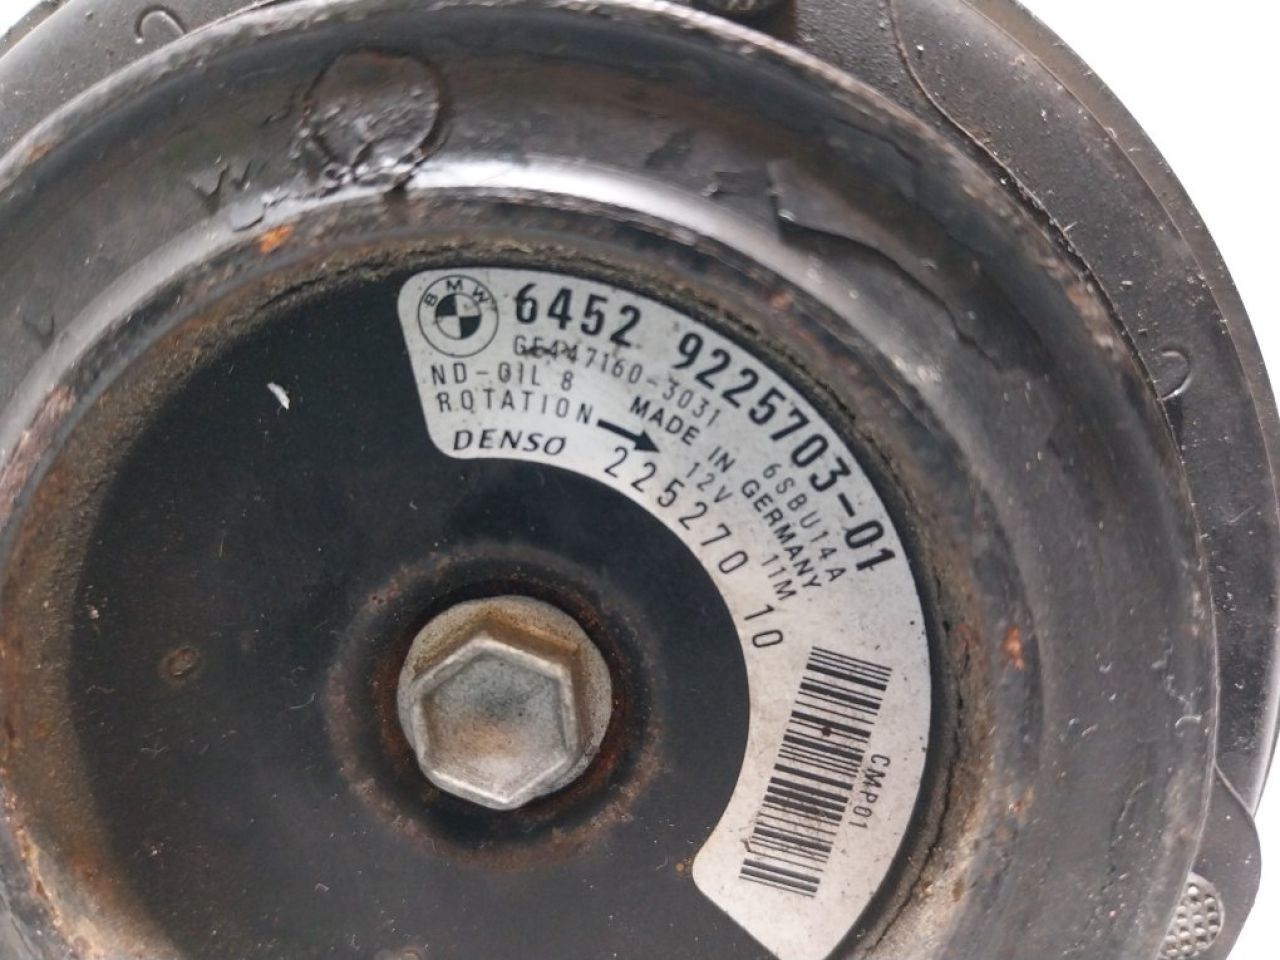 BMW
6452 9225703-01
GE447160-3031 6SBU14A
ND-OIL 8 MADE IN GERMANY
ROTATION 12V 11M
DENSO 225270 10
CMP01